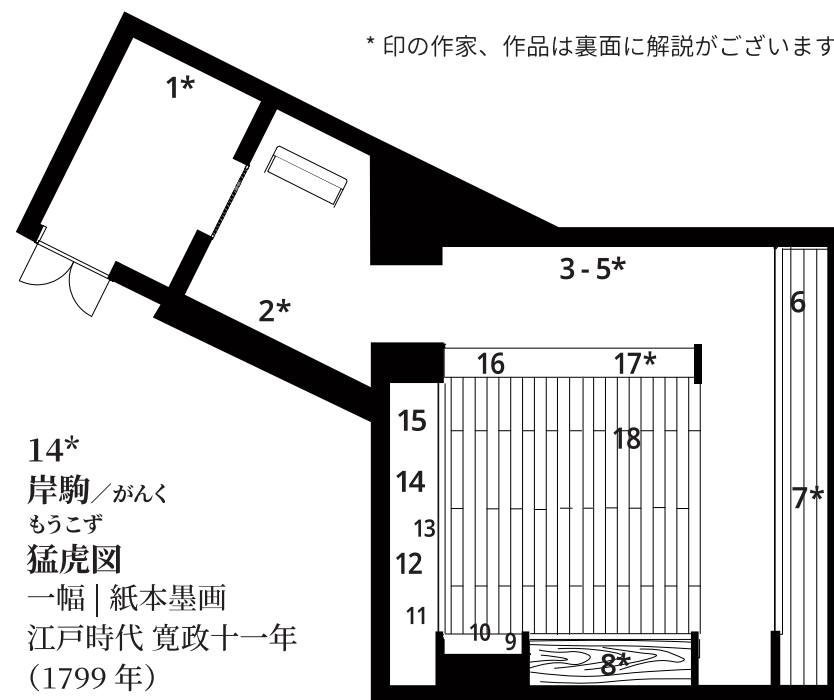 * 印の作家、作品は裏面に解説がございます
1*
2*
3 - 5*
6
16
17*
15
18
14
7*
13
12
11
10
9
8*
14*
岸駒／がんく
もうこず
猛虎図
一幅 | 紙本墨画
江戸時代 寛政十一年
（1799 年）